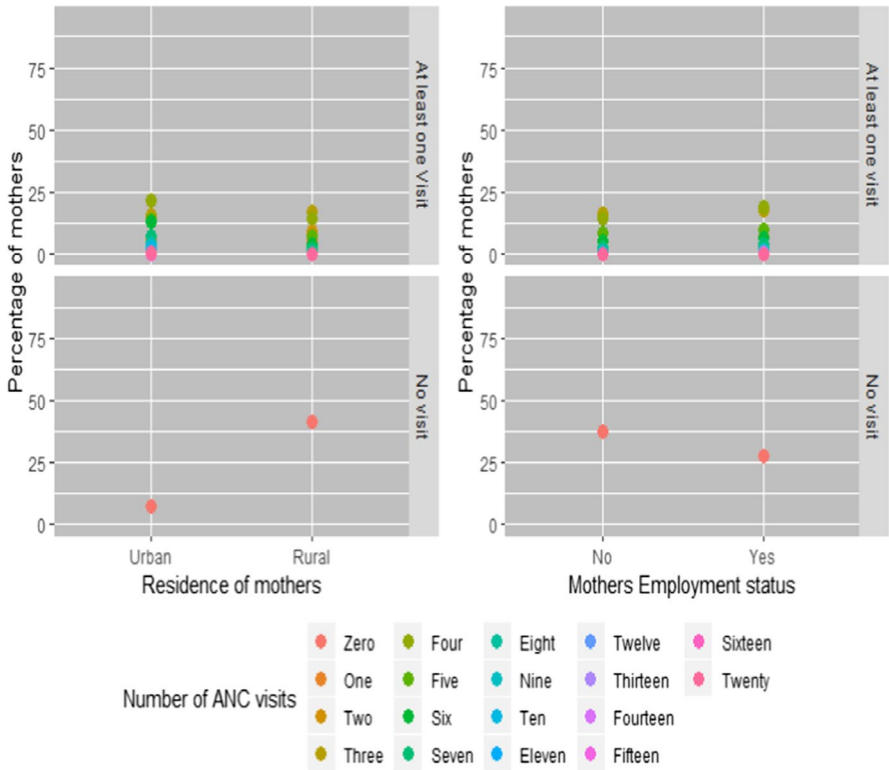 Percentage of mothers
75
50
25
0
At least one Visit
75
50
25
0
No visit
Urban Rural
Residence of mothers
Percentage of mothers
75
50
25
0
At least one visit
75
50
25
0
No visit
No Yes
Mothers Employment status
Number of ANC visits
Zero Four Eight Twelve Sixteen
One Five Nine Thirteen Twenty
Two Six Ten Fourteen
Three Seven Eleven Fifteen